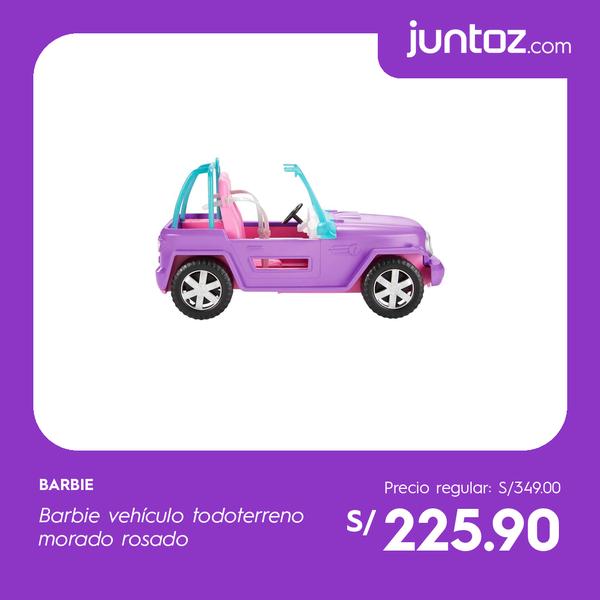 juntoz.com
BARBIE
Barbie vehículo todoterreno
morado rosado
Precio regular: S/349.00
S/ 225.90